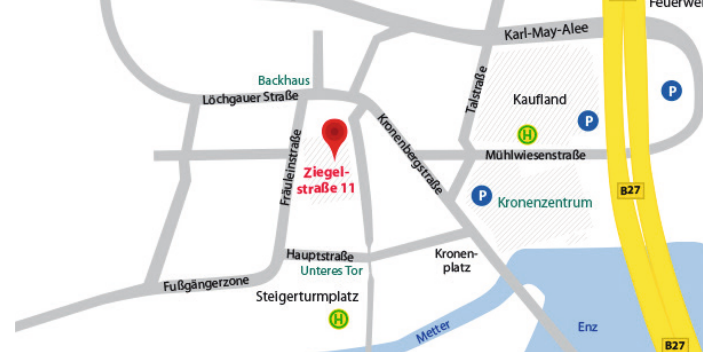 Feuerwe
Karl-May-Alee
Backhaus
Löchgauer Straße
Talstraße
Kaufland
P
P
H
Kronenbergstraße
Fräuleinstraße
Mühlwiesenstraße
Ziegel-
straße 11
B27
P
Kronenzentrum
Hauptstraße
Kronen-
platz
Unteres Tor
Fußgängerzone
Steigerturmplatz
H
Metter
Enz
B27